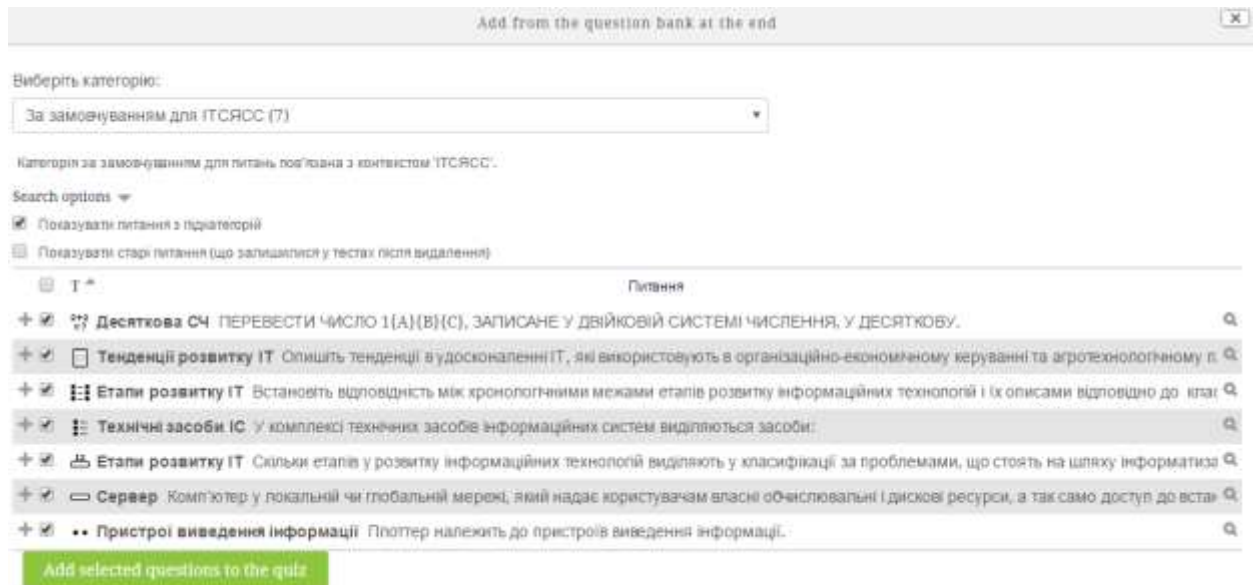 Add from the question bank at the end
Виберіть категорію:
За замовчуванням для ІТСЯСС (7)
Категорія за замовчуванням для питань пов'язана з контекстом 'ІТСЯСС'.
Search options
Показувати питання з підкатегорій
Показувати старі питання (що залишилися у тестах після видалення)
Т Питання
Десяткова СЧ ПЕРЕВЕСТИ ЧИСЛО 1{A}{B}{C}, ЗАПИСАНЕ У ДВІЙКОВІЙ СИСТЕМІ ЧИСЛЕННЯ, У ДЕСЯТКОВУ.
Тенденції розвитку ІТ Опишіть тенденції в удосконаленні ІТ, які використовують в організаційно-економічному керуванні та агротехнологічному п
Етапи розвитку ІТ Встановіть відповідність між хронологічними межами етапів розвитку інформаційних технологій і їх описами відповідно до клас
Технічні засоби ІС У комплексі технічних засобів інформаційних систем виділяються засоби:
Етапи розвитку ІТ Скільки етапів у розвитку інформаційних технологій виділяють у класифікації за проблемами, що стоять на шляху інформатиза
Сервер Комп'ютер у локальній чи глобальній мережі, який надає користувачам власні обчислювальні і дискові ресурси, а так само доступ до вста
Пристрої виведення інформації Плоттер належить до пристроїв виведення інформації.
Add selected questions to the quiz